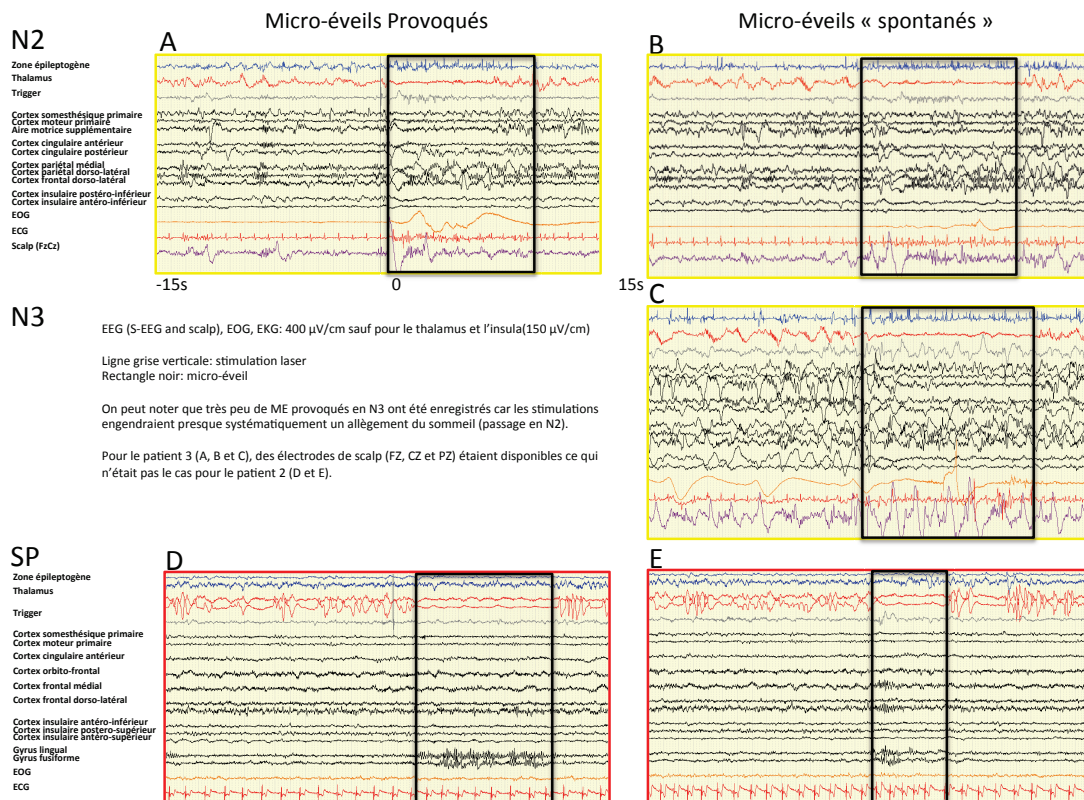 Micro-éveils Provoqués
Micro-éveils « spontanés »
N2
A
B
Zone épileptogène
Thalamus
Trigger
Cortex somesthésique primaire
Cortex moteur primaire
Aire motrice supplémentaire
Cortex cingulaire antérieur
Cortex cingulaire postérieur
Cortex pariétal médial
Cortex pariétal dorso-latéral
Cortex frontal dorso-latéral
Cortex insulaire postéro-inférieur
Cortex insulaire antéro-inférieur
EOG
ECG
Scalp (FzCz)
-15s
0
15s
N3
C
EEG (S-EEG and scalp), EOG, EKG: 400 μV/cm sauf pour le thalamus et l’insula(150 μV/cm)
Ligne grise verticale: stimulation laser
Rectangle noir: micro-éveil
On peut noter que très peu de ME provoqués en N3 ont été enregistrés car les stimulations
engendraient presque systématiquement un allègement du sommeil (passage en N2).
Pour le patient 3 (A, B et C), des électrodes de scalp (FZ, CZ et PZ) étaient disponibles ce qui
n’était pas le cas pour le patient 2 (D et E).
SP
D
E
Zone épileptogène
Thalamus
Trigger
Cortex somesthésique primaire
Cortex moteur primaire
Cortex cingulaire antérieur
Cortex orbito-frontal
Cortex frontal médial
Cortex frontal dorso-latéral
Cortex insulaire antéro-inférieur
Cortex insulaire postero-supérieur
Cortex insulaire antéro-supérieur
Gyrus lingual
Gyrus fusiforme
EOG
ECG